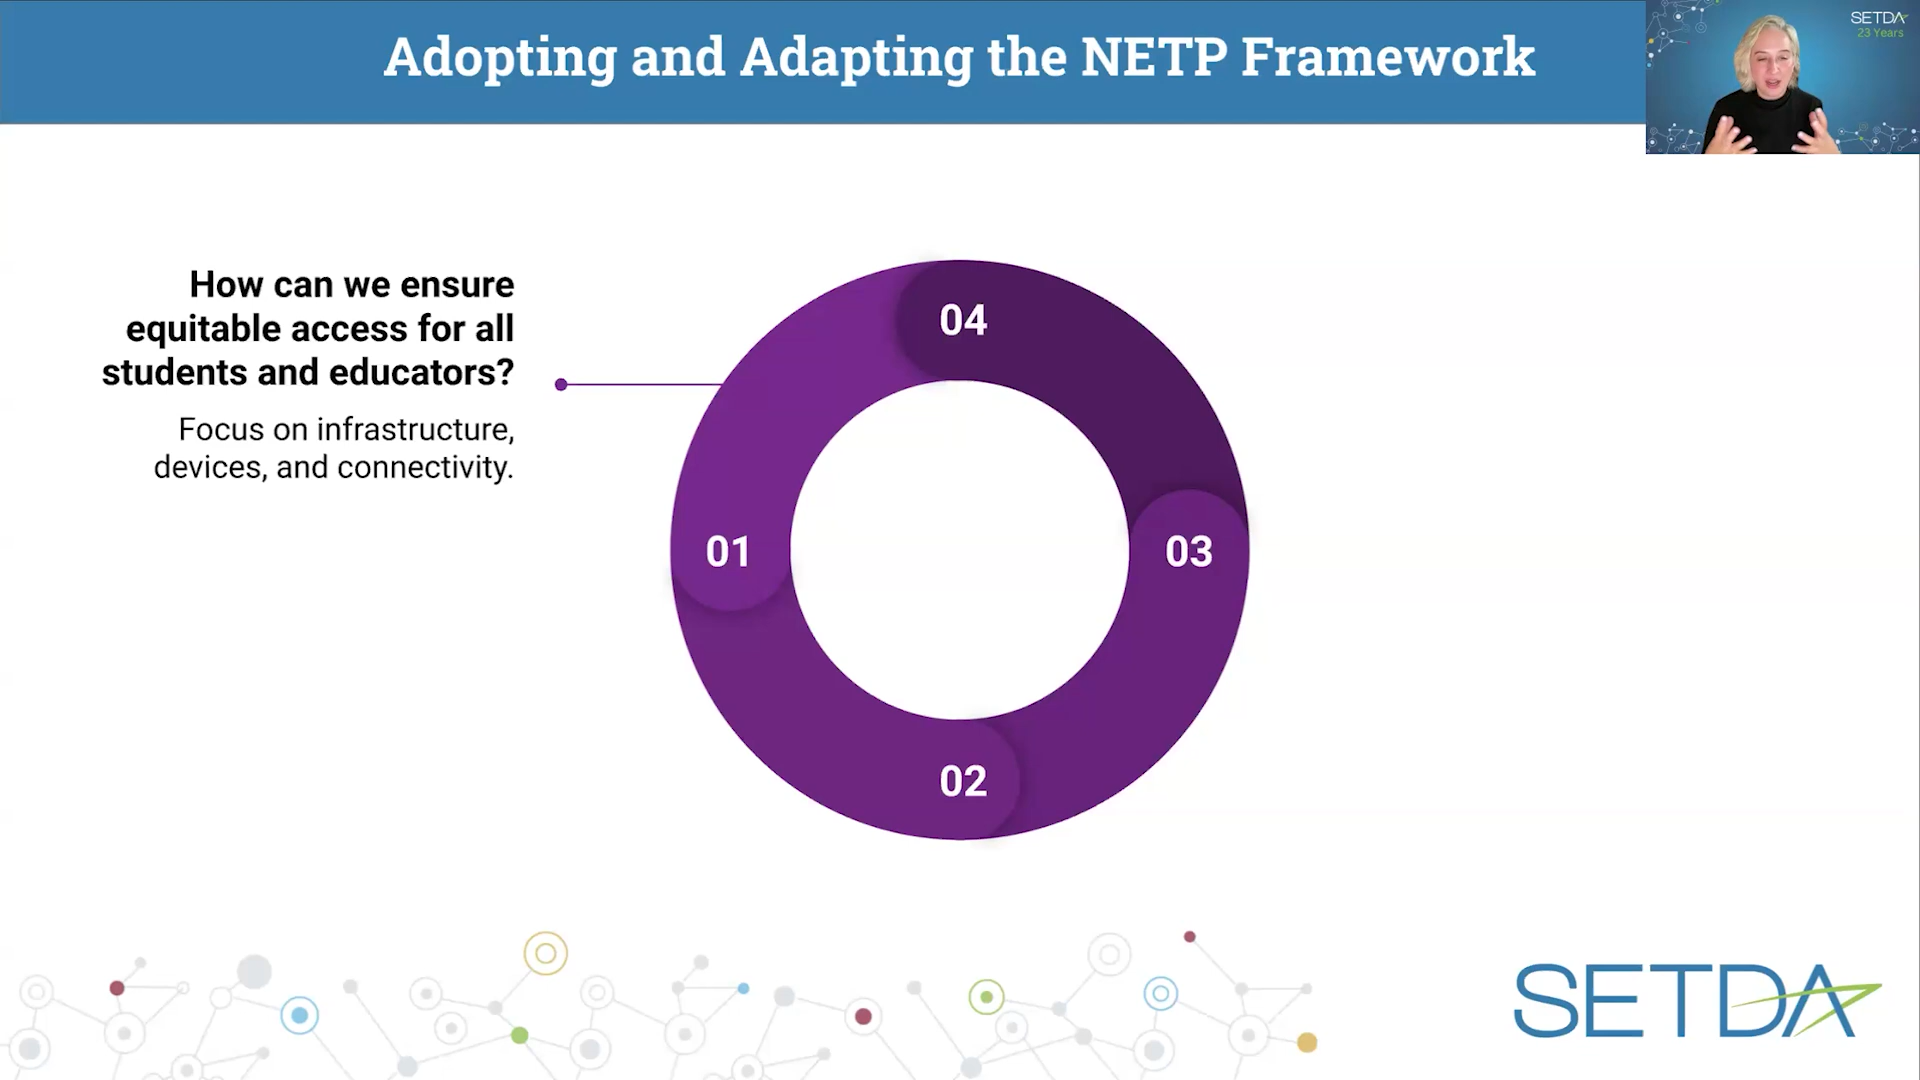 Adopting and Adapting the NETP Framework
SETDA
23 Years
How can we ensure
equitable access for all
students and educators?
Focus on infrastructure,
devices, and connectivity.
04
01
03
02
SETDA